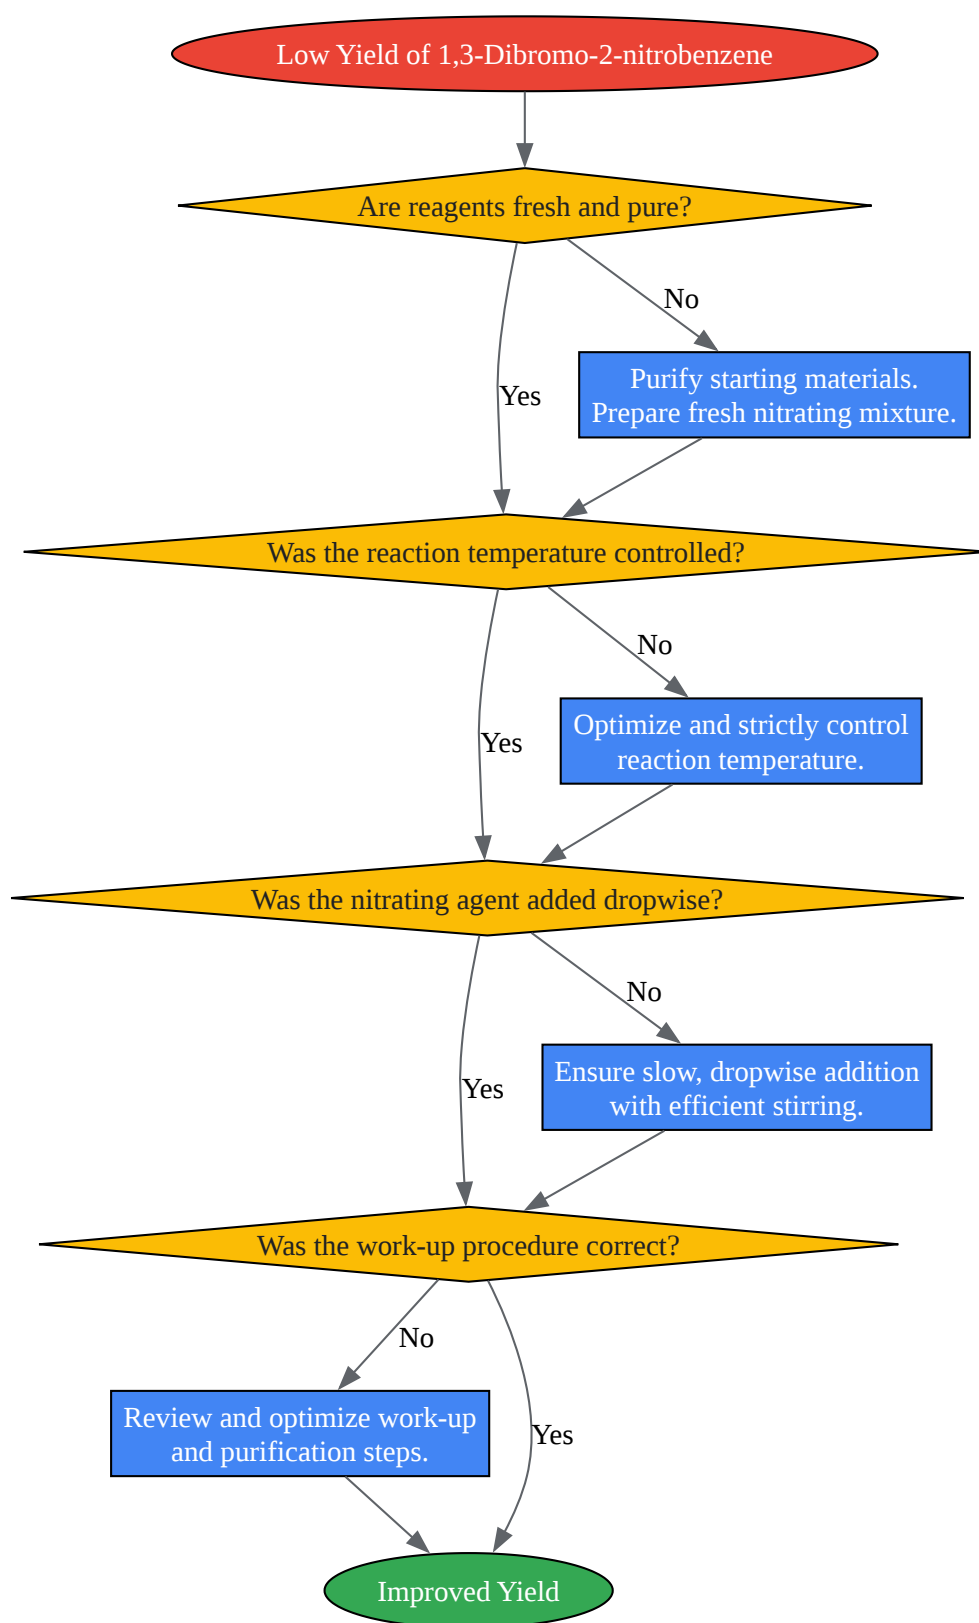 Low Yield of 1,3-Dibromo-2-nitrobenzene
Are reagents fresh and pure?
No
Yes
Purify starting materials.
Prepare fresh nitrating mixture.
Was the reaction temperature controlled?
No
Yes
Optimize and strictly control
reaction temperature.
Was the nitrating agent added dropwise?
No
Yes
Ensure slow, dropwise addition
with efficient stirring.
Was the work-up procedure correct?
No
Review and optimize work-up
and purification steps.
Yes
Improved Yield